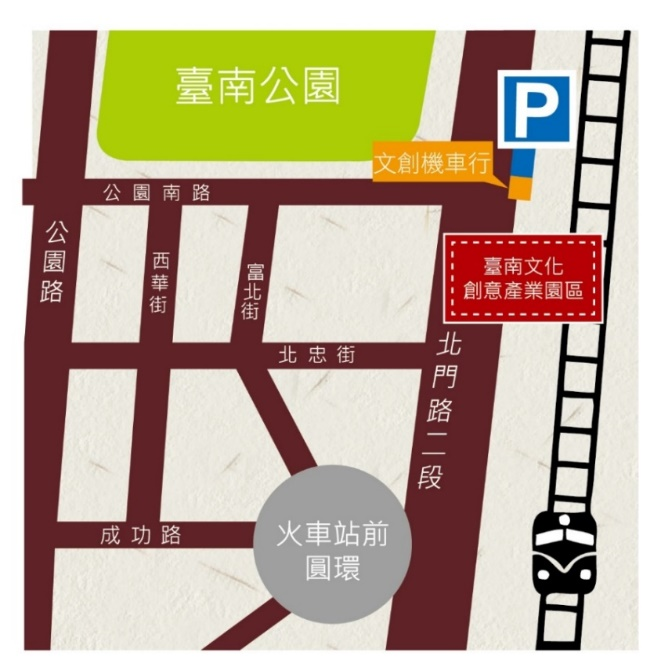 臺南公園
P
文創機車行
公園南路
公園路
西華街
富北街
臺南文化
創意產業園區
北忠街
北門路二段
成功路
火車站前
圓環